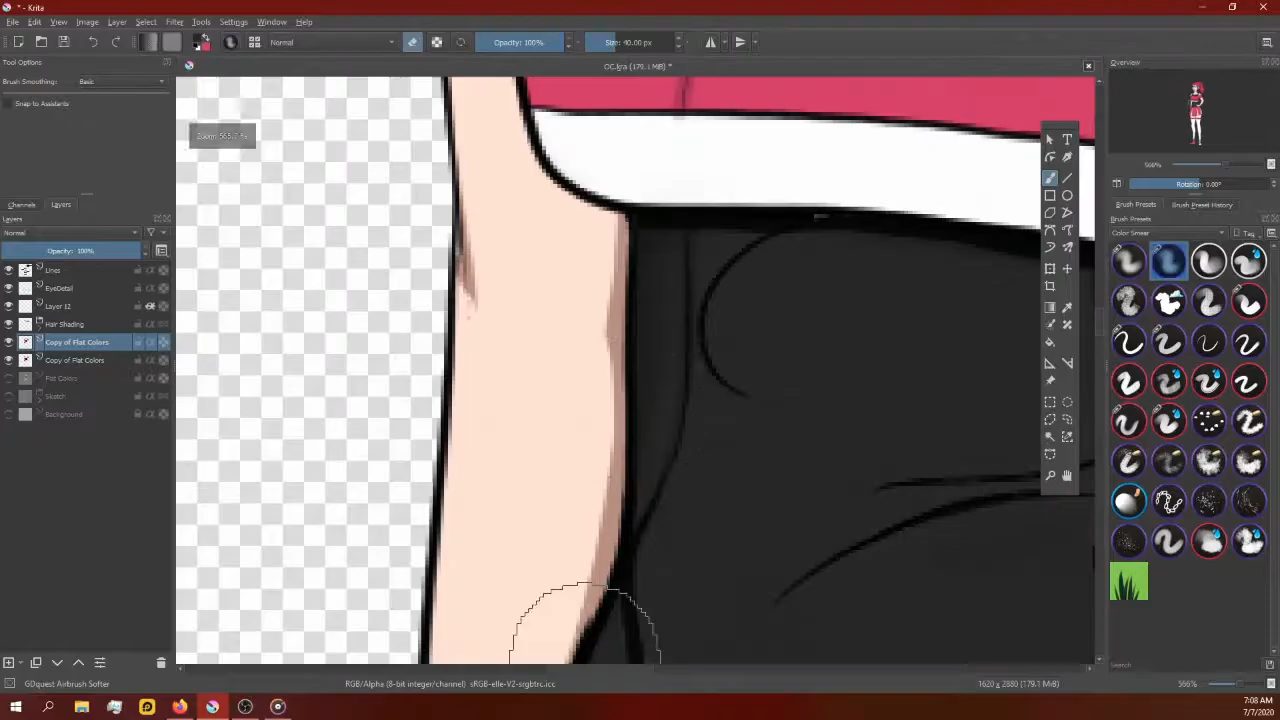 * - Krita
File Edit View Image Layer Select Filter Tools Settings Window Help
Normal Opacity: 100% Size: 40.00 px
Tool Options
OC.kra (179.1 MiB) *
Overview
Brush Smoothing: Basic
Snap to Assistants
Zoom: 565.7 %
566%
Rotation: 0.00°
Channels Layers
Brush Presets Brush Preset History
Layers
Brush Presets
Normal
Color Smear Tag
Opacity: 100%
Lines
EyeDetail
Layer 12
Hair Shading
Copy of Flat Colors
Copy of Flat Colors
Flat Colors
Sketch
Background
Search
GDquest Airbrush Softer RGB/Alpha (8-bit integer/channel) sRGB-elle-V2-srgbtrc.icc 1620 x 2880 (179.1 MiB) 566%
7:08 AM
7/7/2020